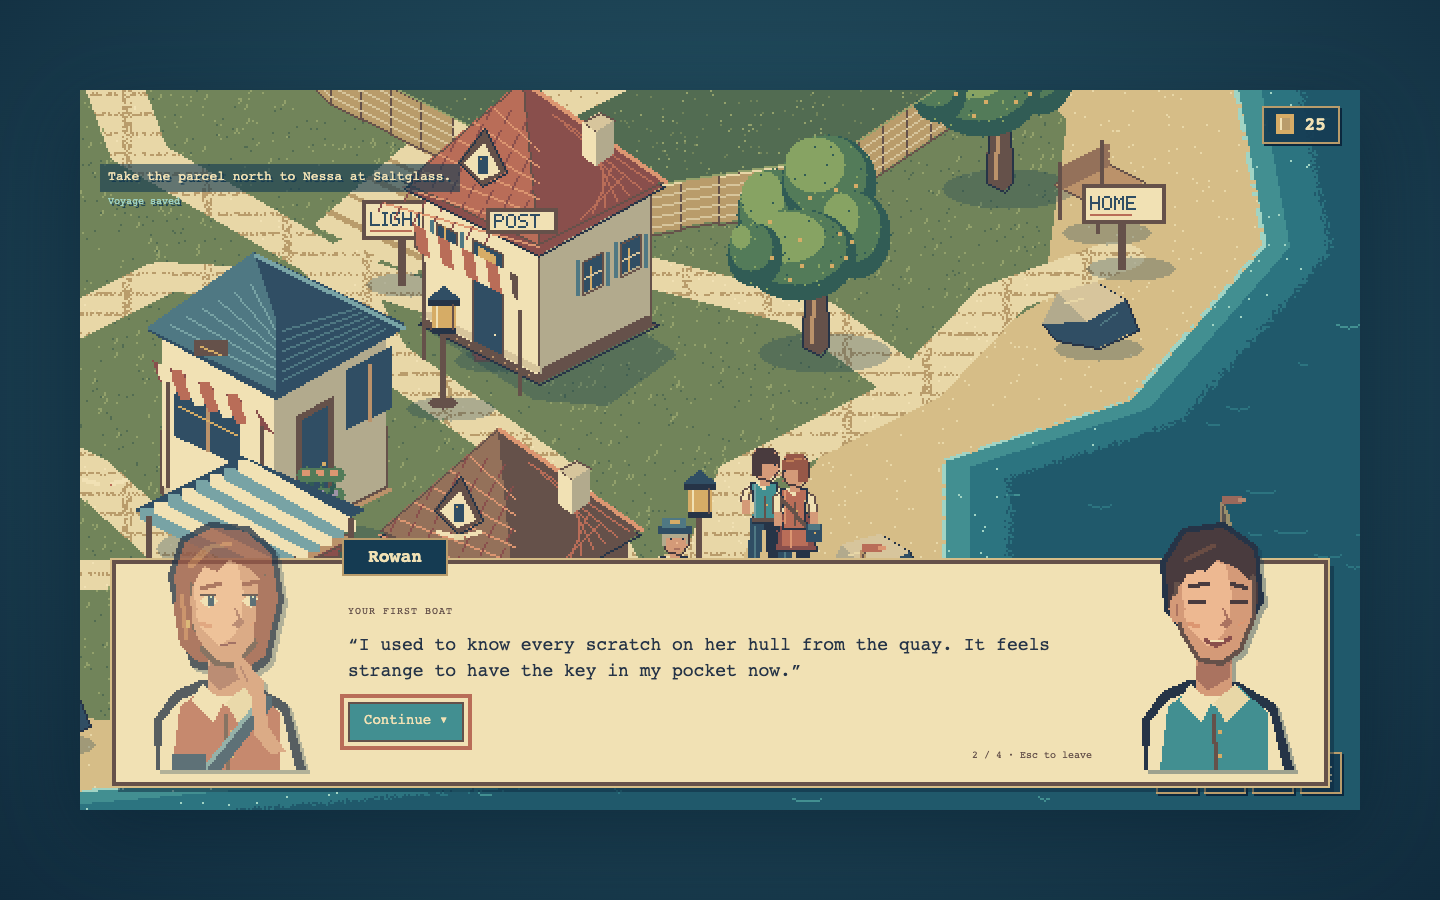 25
Take the parcel north to Nessa at Saltglass.
Voyage saved
LIGH
POST
HOME
Rowan
YOUR FIRST BOAT
“I used to know every scratch on her hull from the quay. It feels
strange to have the key in my pocket now.”
Continue ▾
2 / 4 · Esc to leave